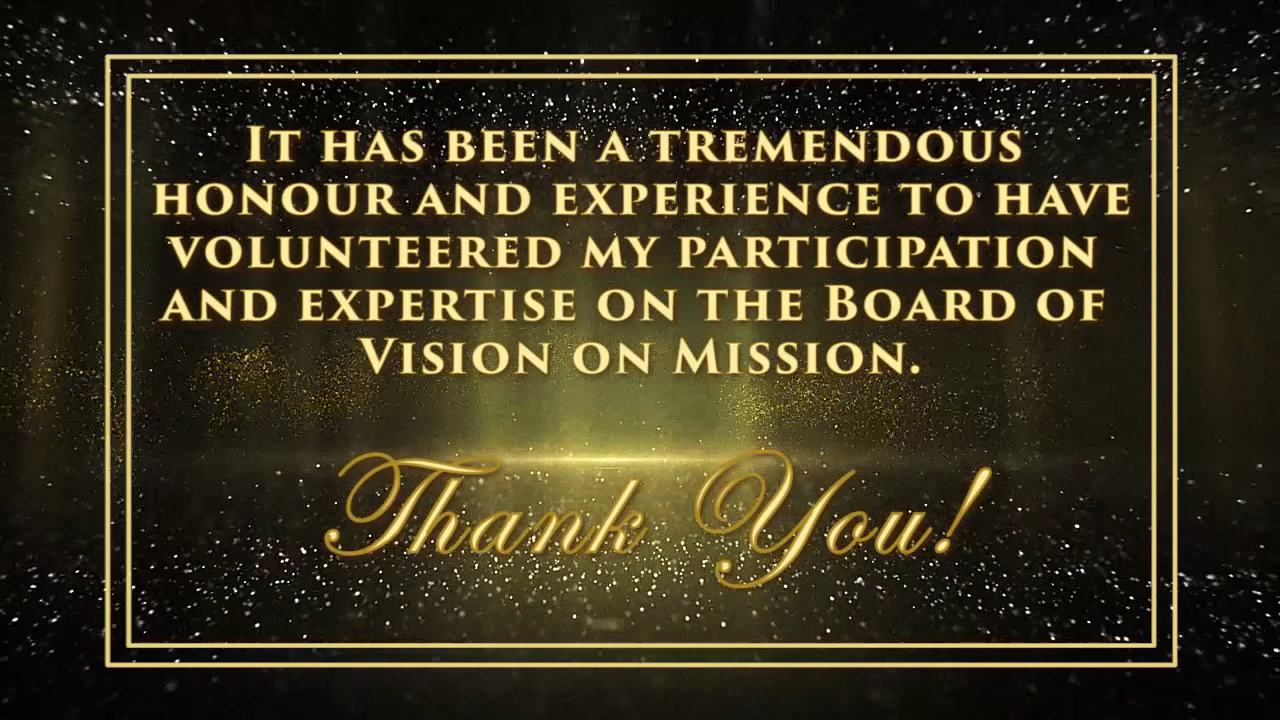 It has been a tremendous
honour and experience to have
volunteered my participation
and expertise on the Board of
Vision on Mission.
Thank You!